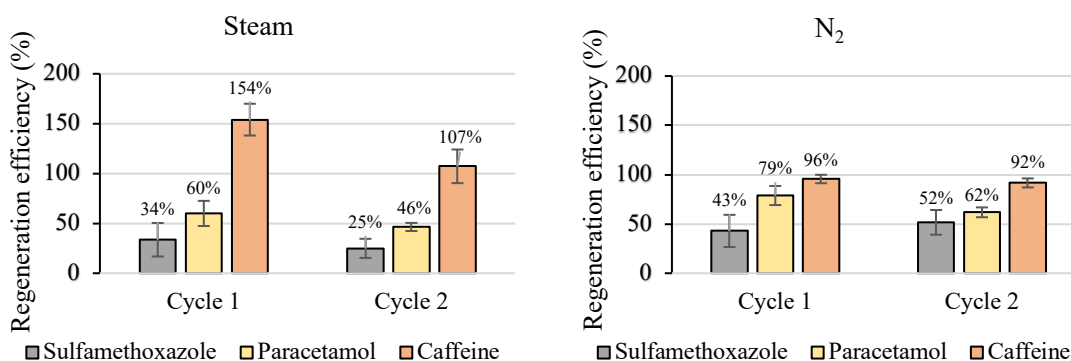 Steam
Regeneration efficiency (%)
200
150
100
50
0
34%
60%
154%
25%
46%
107%
Cycle 1
Cycle 2
Sulfamethoxazole
Paracetamol
Caffeine
N₂
Regeneration efficiency (%)
200
150
100
50
0
43%
79%
96%
52%
62%
92%
Cycle 1
Cycle 2
Sulfamethoxazole
Paracetamol
Caffeine